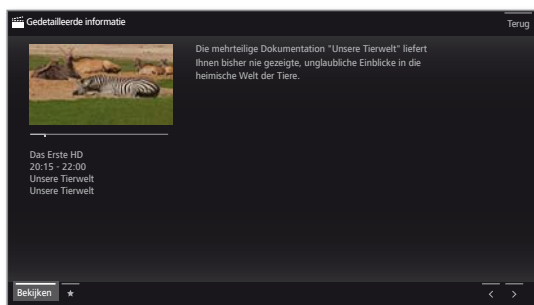 Gedetailleerde informatie
Terug
Die mehrteilige Dokumentation "Unsere Tierwelt" liefert
Ihnen bisher nie gezeigte, unglaubliche Einblicke in die
heimische Welt der Tiere.
Das Erste HD
20:15 - 22:00
Unsere Tierwelt
Unsere Tierwelt
Bekijken